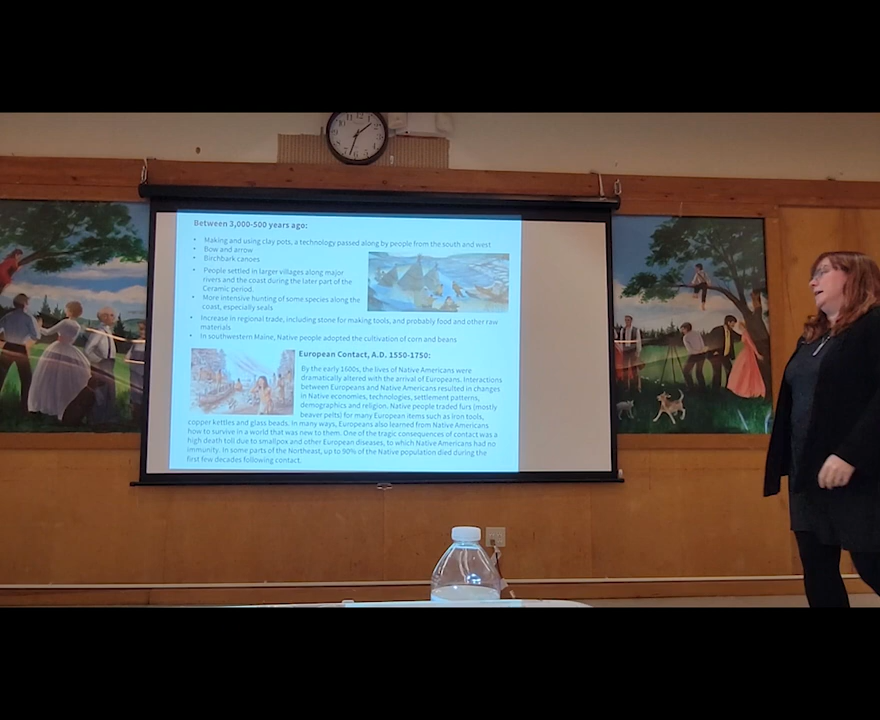 Between 3,000-500 years ago:
• Making and using clay pots, a technology passed along by people from the south and west
• Bow and arrow
• Birchbark canoes
• People settled in larger villages along major
rivers and the coast during the later part of the
Ceramic period.
• More intensive hunting of some species along the
coast, especially seals
• Increase in regional trade, including stone for making tools, and probably food and other raw
materials
• In southwestern Maine, Native people adopted the cultivation of corn and beans
European Contact, A.D. 1550-1750:
By the early 1600s, the lives of Native Americans were
dramatically altered with the arrival of Europeans. Interactions
between Europeans and Native Americans resulted in changes
in Native economies, technologies, settlement patterns,
demographics and religion. Native people traded furs (mostly
beaver pelts) for many European items such as iron tools,
copper kettles and glass beads. In many ways, Europeans also learned from Native Americans
how to survive in a world that was new to them. One of the tragic consequences of contact was a
high death toll due to smallpox and other European diseases, to which Native Americans had no
immunity. In some parts of the Northeast, up to 90% of the Native population died during the
first few decades following contact.